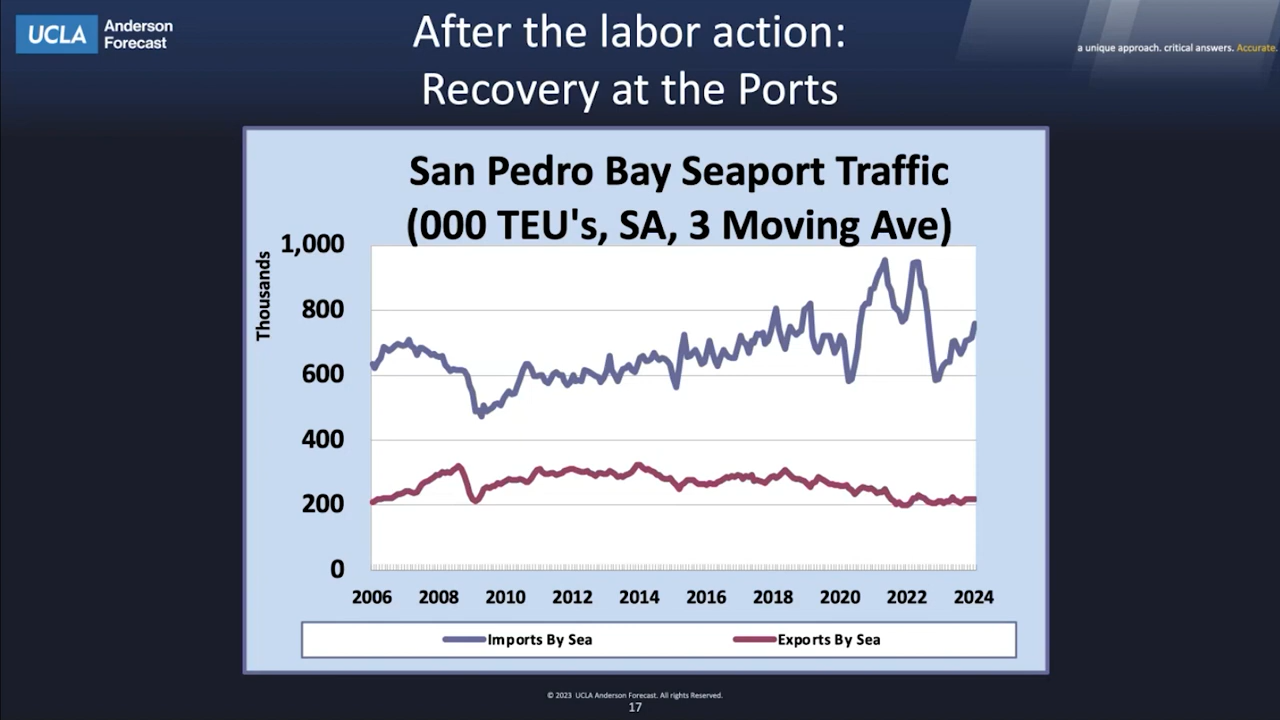 UCLA
Anderson
Forecast
After the labor action:
Recovery at the Ports
a unique approach. critical answers. Accurate.
San Pedro Bay Seaport Traffic
(000 TEU's, SA, 3 Moving Ave)
Thousands
1,000
800
600
400
200
0
2006 2008 2010 2012 2014 2016 2018 2020 2022 2024
Imports By Sea Exports By Sea
© 2023 UCLA Anderson Forecast. All rights Reserved.
17